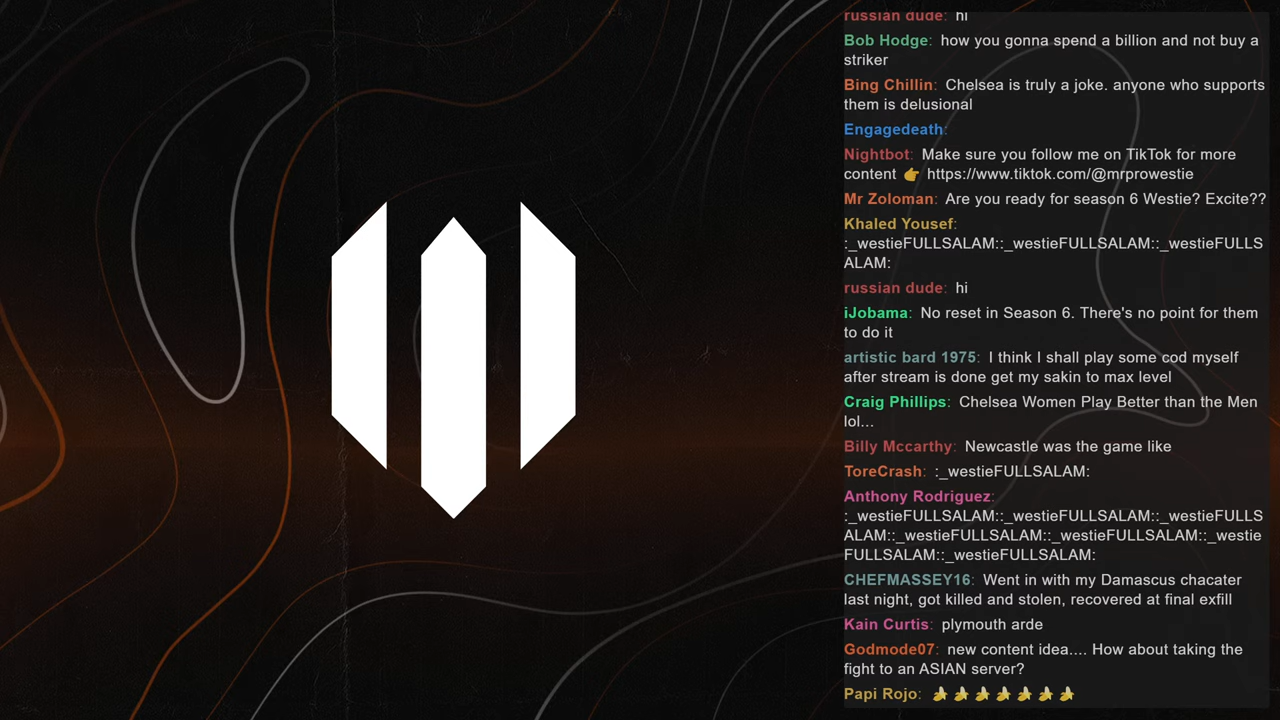 russian dude: hi
Bob Hodge: how you gonna spend a billion and not buy a
striker
Bing Chillin: Chelsea is truly a joke. anyone who supports
them is delusional
Engagedeath:
Nightbot: Make sure you follow me on TikTok for more
content 👉 https://www.tiktok.com/@mrprowestie
Mr Zoloman: Are you ready for season 6 Westie? Excite??
Khaled Yousef:
:_westieFULLSALAM::_westieFULLSALAM::_westieFULLS
ALAM:
russian dude: hi
iJobama: No reset in Season 6. There's no point for them
to do it
artistic bard 1975: I think I shall play some cod myself
after stream is done get my sakin to max level
Craig Phillips: Chelsea Women Play Better than the Men
lol...
Billy Mccarthy: Newcastle was the game like
ToreCrash: :_westieFULLSALAM:
Anthony Rodriguez:
:_westieFULLSALAM::_westieFULLSALAM::_westieFULLS
ALAM::_westieFULLSALAM::_westieFULLSALAM::_westie
FULLSALAM::_westieFULLSALAM:
CHEFMASSEY16: Went in with my Damascus chacater
last night, got killed and stolen, recovered at final exfill
Kain Curtis: plymouth arde
Godmode07: new content idea.... How about taking the
fight to an ASIAN server?
Papi Rojo: 🍌🍌🍌🍌🍌🍌🍌